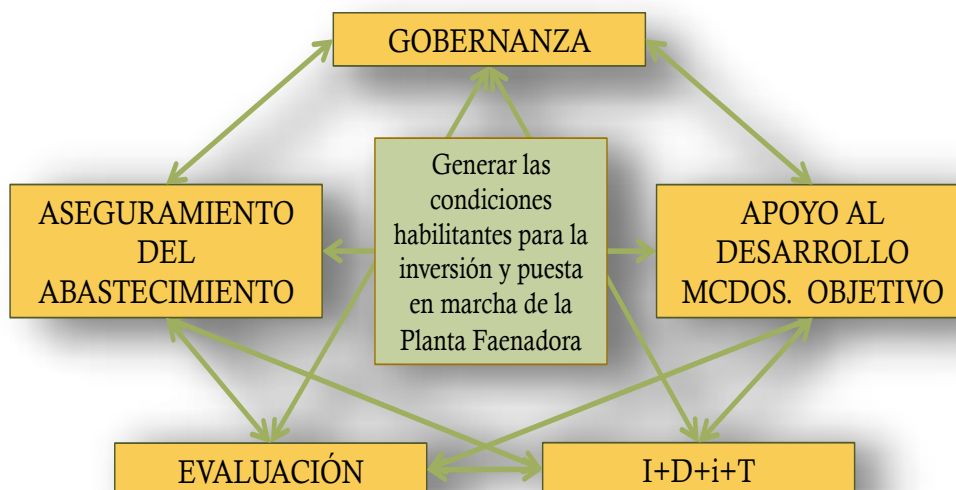 GOBERNANZA
Generar las
condiciones
habilitantes para la
inversión y puesta
en marcha de la
Planta Faenadora
ASEGURAMIENTO
DEL
ABASTECIMIENTO
APOYO AL
DESARROLLO
MCDOS. OBJETIVO
EVALUACIÓN
I+D+i+T